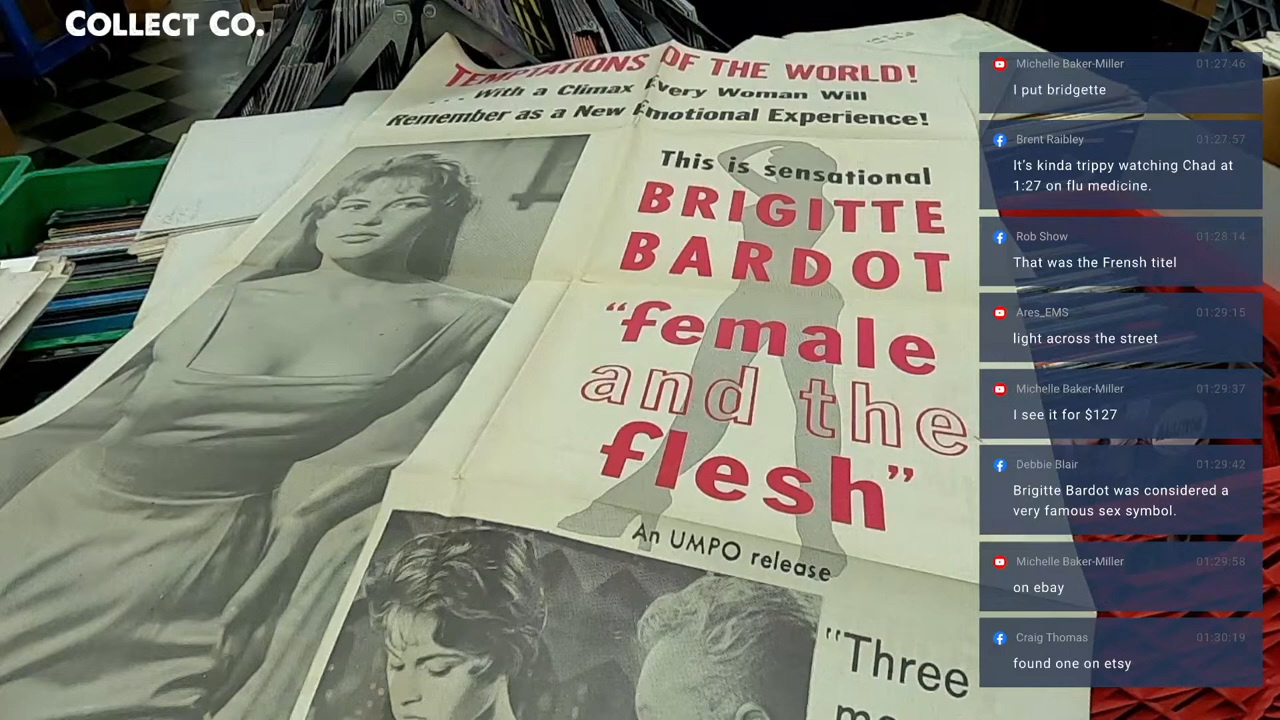 COLLECT CO.
TEMPTATIONS OF THE WORLD!
. . . With a Climax Every Woman Will
Remember as a New Emotional Experience!
This is sensational
BRIGITTE
BARDOT
"female
and the
flesh"
An UMPO release
"Three
Michelle Baker-Miller 01:27:46
I put bridgette
Brent Raibley 01:27:57
It's kinda trippy watching Chad at
1:27 on flu medicine.
Rob Show 01:28:14
That was the Frensh titel
Ares_EMS 01:29:15
light across the street
Michelle Baker-Miller 01:29:37
I see it for $127
Debbie Blair 01:29:42
Brigitte Bardot was considered a
very famous sex symbol.
Michelle Baker-Miller 01:29:58
on ebay
Craig Thomas 01:30:19
found one on etsy